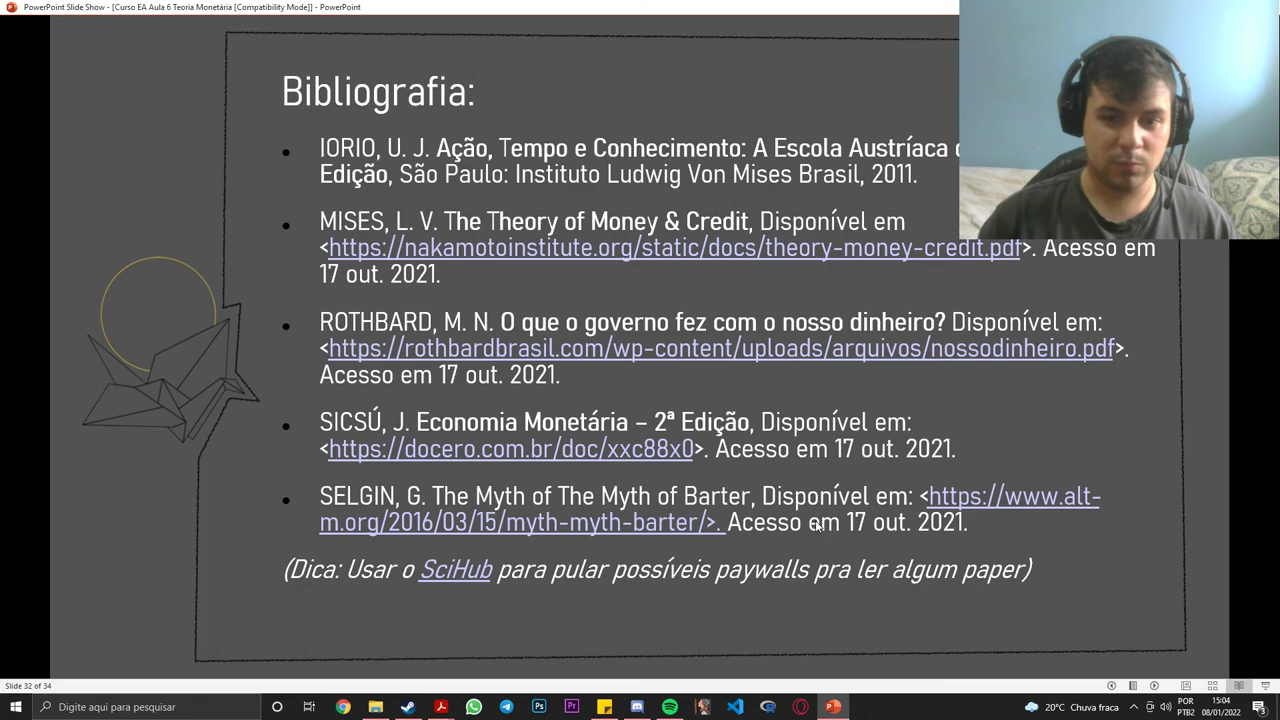 PowerPoint Slide Show - [Curso EA Aula 6 Teoria Monetária [Compatibility Mode]] - PowerPoint
Bibliografia:
IORIO, U. J. Ação, Tempo e Conhecimento: A Escola Austríaca
Edição, São Paulo: Instituto Ludwig Von Mises Brasil, 2011.
MISES, L. V. The Theory of Money & Credit, Disponível em
<https://nakamotoinstitute.org/static/docs/theory-money-credit.pdf>. Acesso em
17 out. 2021.
ROTHBARD, M. N. O que o governo fez com o nosso dinheiro? Disponível em:
<https://rothbardbrasil.com/wp-content/uploads/arquivos/nossodinheiro.pdf>.
Acesso em 17 out. 2021.
SICSÚ, J. Economia Monetária – 2ª Edição, Disponível em:
<https://docero.com.br/doc/xxc88x0>. Acesso em 17 out. 2021.
SELGIN, G. The Myth of The Myth of Barter, Disponível em: <https://www.alt-
m.org/2016/03/15/myth-myth-barter/>. Acesso em 17 out. 2021.
(Dica: Usar o SciHub para pular possíveis paywalls pra ler algum paper)
Slide 32 of 34
Digite aqui para pesquisar
20°C Chuva fraca
POR
PTB2
15:04
08/01/2022